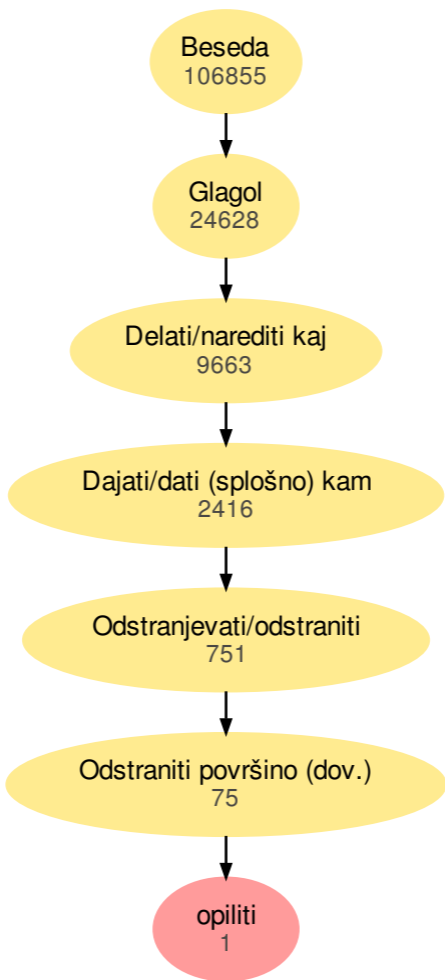 Beseda
106855
Glagol
24628
Delati/narediti kaj
9663
Dajati/dati (splošno) kam
2416
Odstranjevati/odstraniti
751
Odstraniti površino (dov.)
75
opiliti
1